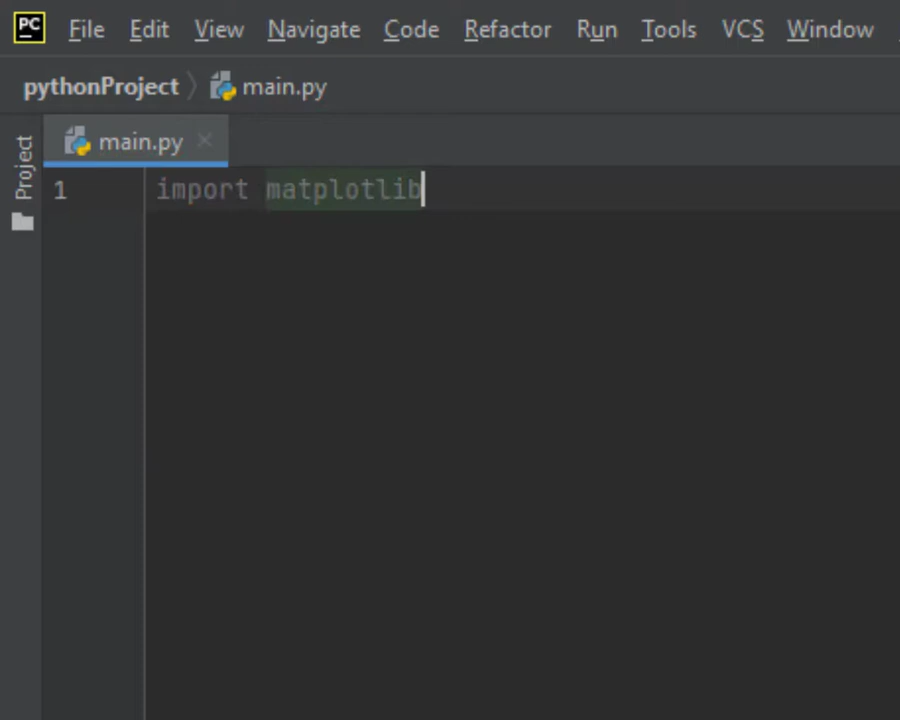 PC File Edit View Navigate Code Refactor Run Tools VCS Window
pythonProject main.py
main.py
Project
1 import matplotlib